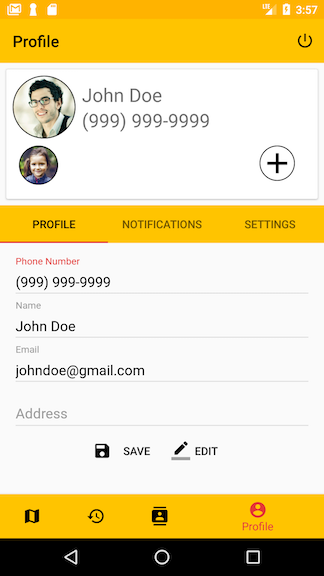 3:57
Profile
John Doe
(999) 999-9999
PROFILE NOTIFICATIONS SETTINGS
Phone Number
(999) 999-9999
Name
John Doe
Email
johndoe@gmail.com
Address
SAVE EDIT
Profile